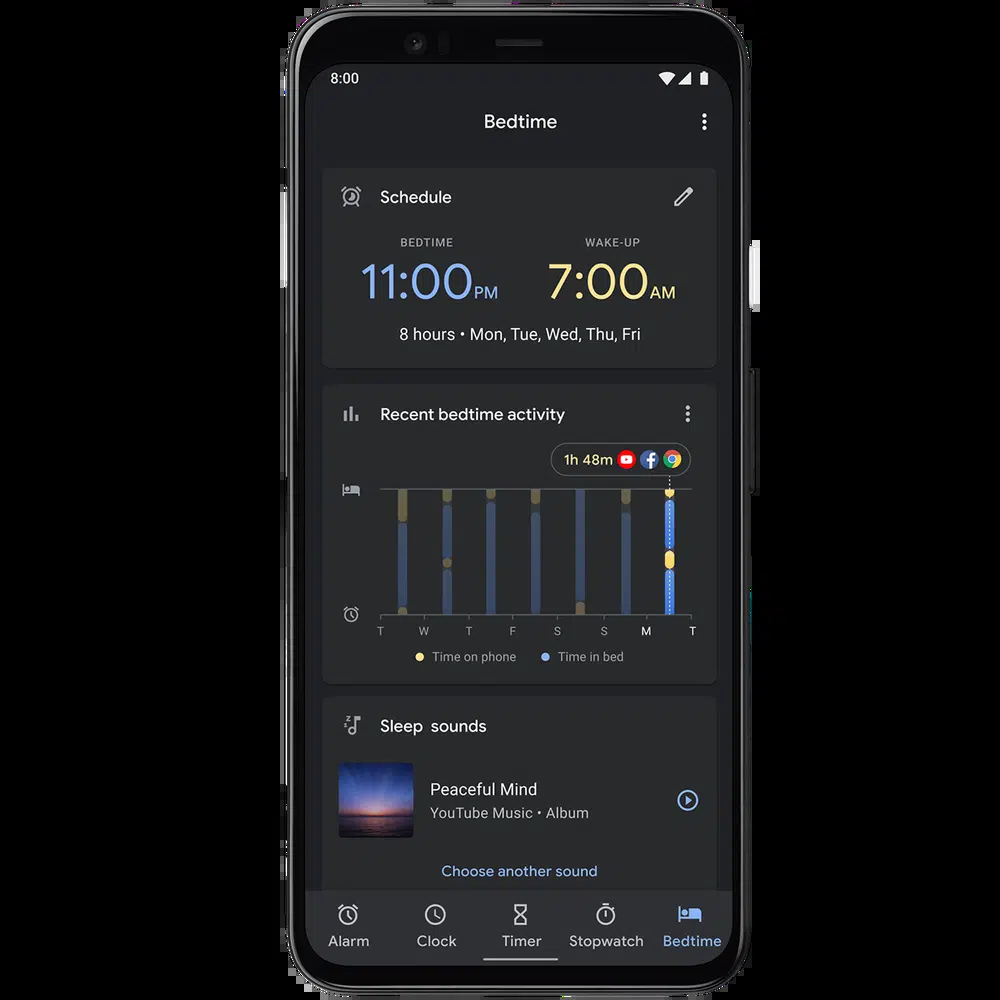 8:00
Bedtime
Schedule
BEDTIME WAKE-UP
11:00PM 7:00AM
8 hours • Mon, Tue, Wed, Thu, Fri
Recent bedtime activity
1h 48m
T W T F S S M T
Time on phone Time in bed
Sleep sounds
Peaceful Mind
YouTube Music • Album
Choose another sound
Alarm Clock Timer Stopwatch Bedtime